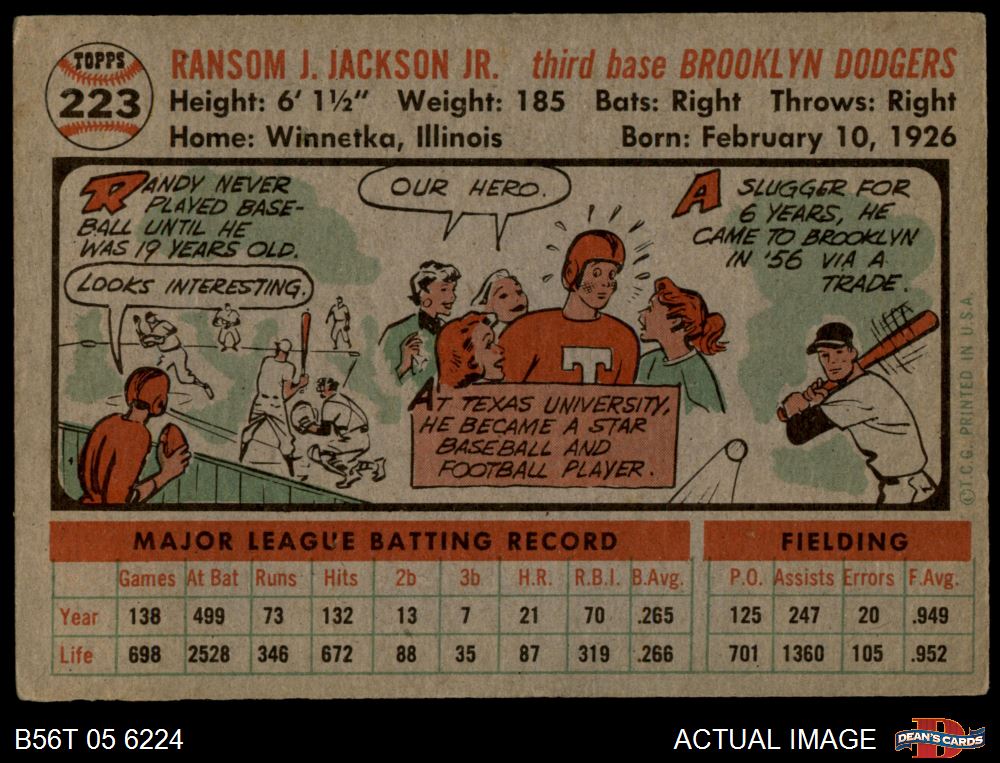 TOPPS
223
RANSOM J. JACKSON JR. third base BROOKLYN DODGERS
Height: 6' 1½" Weight: 185 Bats: Right Throws: Right
Home: Winnetka, Illinois Born: February 10, 1926
RANDY NEVER
PLAYED BASE-
BALL UNTIL HE
WAS 19 YEARS OLD.
LOOKS INTERESTING.
OUR HERO.
T
AT TEXAS UNIVERSITY,
HE BECAME A STAR
BASEBALL AND
FOOTBALL PLAYER.
A SLUGGER FOR
6 YEARS, HE
CAME TO BROOKLYN
IN '56 VIA A
TRADE.
©T.C.G. PRINTED IN U.S.A.
MAJOR LEAGUE BATTING RECORD FIELDING
Games At Bat Runs Hits 2b 3b H.R. R.B.I. B.Avg. P.O. Assists Errors F.Avg.
Year 138 499 73 132 13 7 21 70 .265 125 247 20 .949
Life 698 2528 346 672 88 35 87 319 .266 701 1360 105 .952
B56T 05 6224 ACTUAL IMAGE DEAN'S CARDS